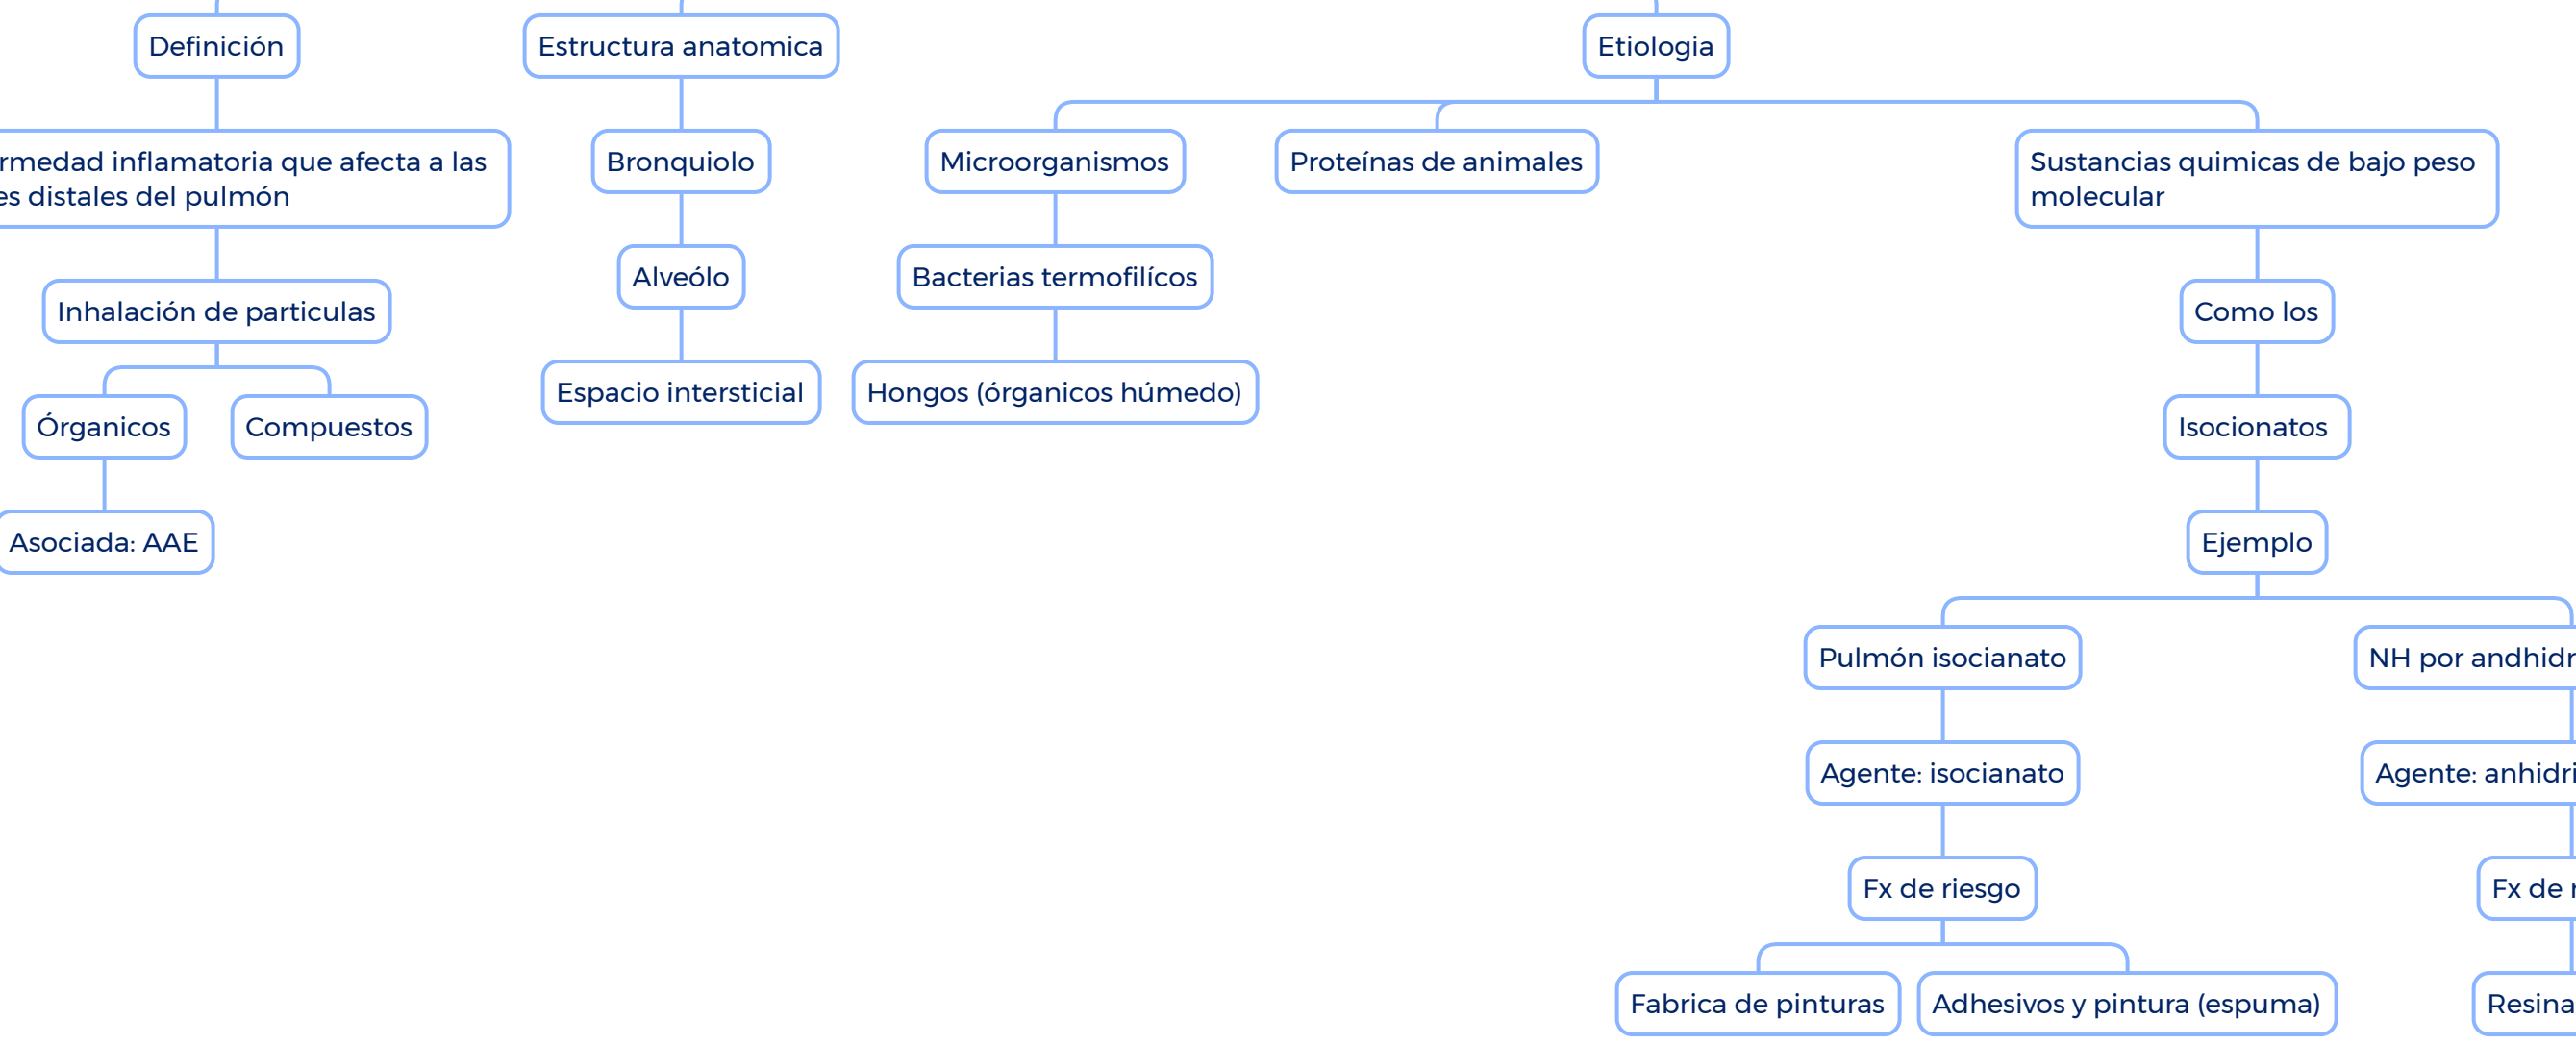 Definición
Estructura anatomica
Etiologia
rmedad inflamatoria que afecta a las
es distales del pulmón
Bronquiolo
Microorganismos
Proteínas de animales
Sustancias quimicas de bajo peso
molecular
Alveólo
Bacterias termofilícos
Inhalación de particulas
Como los
Espacio intersticial
Hongos (órganicos húmedo)
Órganicos
Compuestos
Isocionatos
Asociada: AAE
Ejemplo
Pulmón isocianato
NH por andhidr
Agente: isocianato
Agente: anhidri
Fx de riesgo
Fx de r
Fabrica de pinturas
Adhesivos y pintura (espuma)
Resina